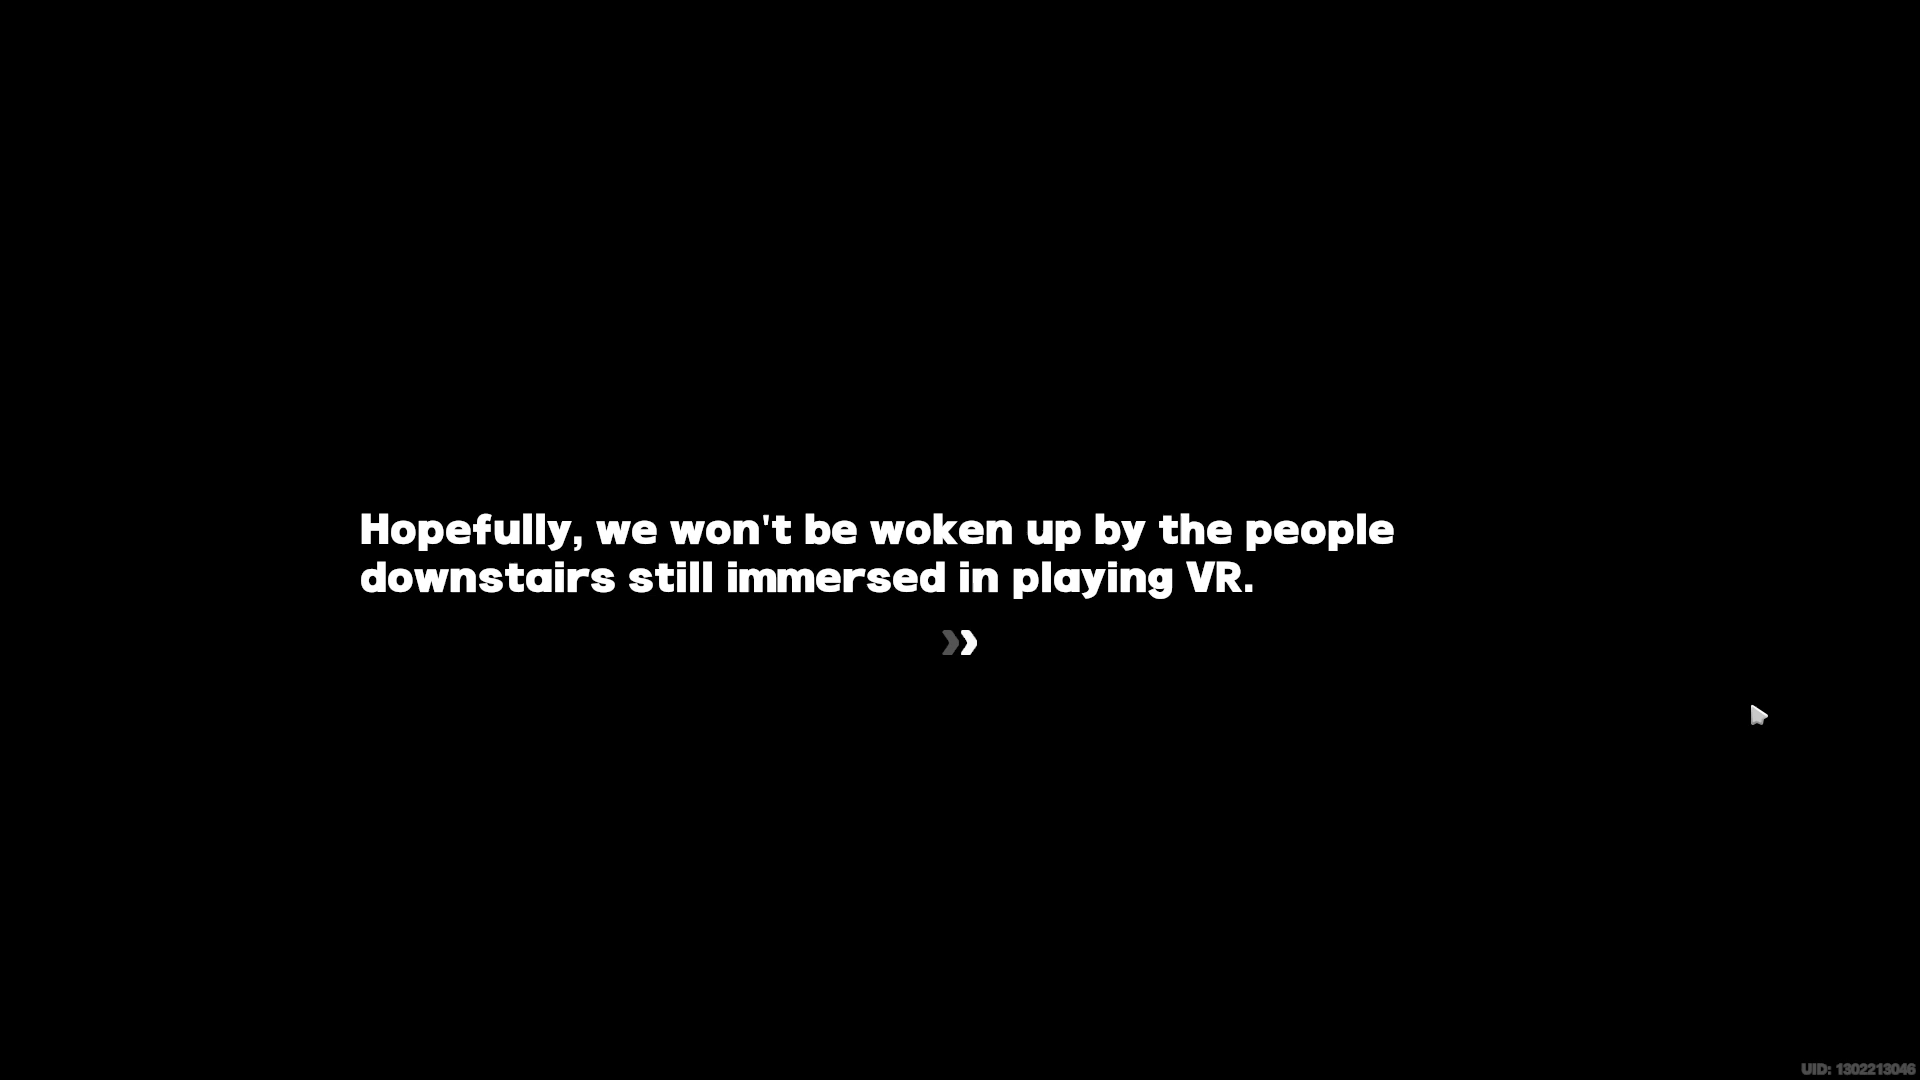 Hopefully, we won't be woken up by the people
downstairs still immersed in playing VR.
UID: 1302213046